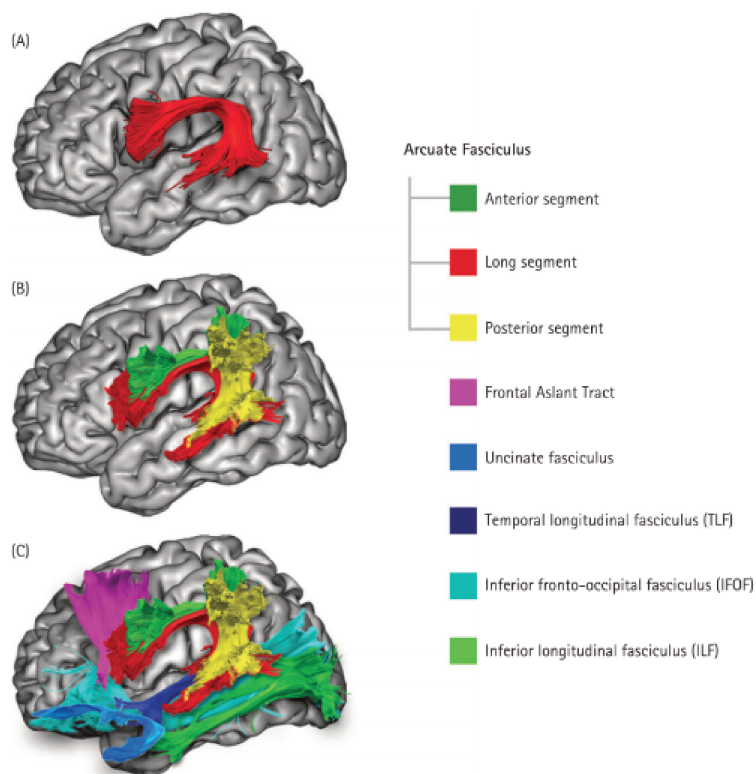 (A)
Arcuate Fasciculus
Anterior segment
Long segment
(B)
Posterior segment
Frontal Aslant Tract
Uncinate fasciculus
Temporal longitudinal fasciculus (TLF)
(C)
Inferior fronto-occipital fasciculus (IFOF)
Inferior longitudinal fasciculus (ILF)